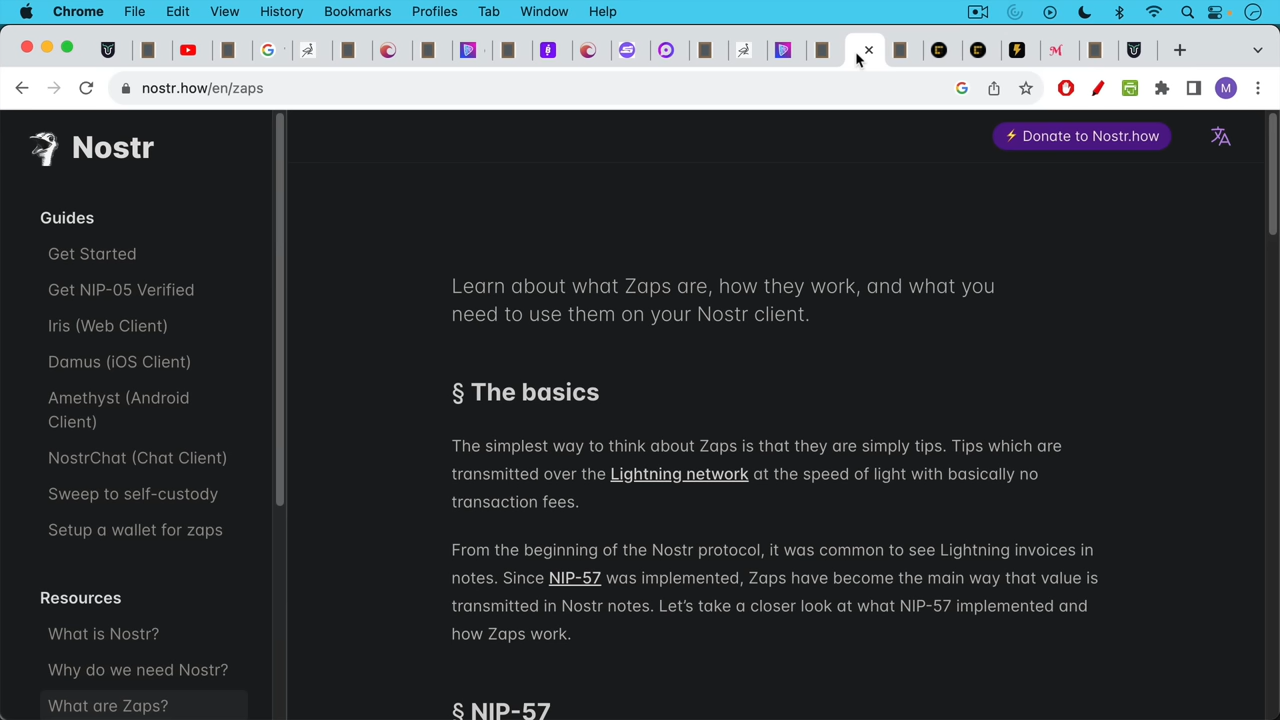 Chrome File Edit View History Bookmarks Profiles Tab Window Help
nostr.how/en/zaps
M
Nostr
⚡ Donate to Nostr.how
Guides
Get Started
Get NIP-05 Verified
Iris (Web Client)
Damus (iOS Client)
Amethyst (Android
Client)
NostrChat (Chat Client)
Sweep to self-custody
Setup a wallet for zaps
Resources
What is Nostr?
Why do we need Nostr?
What are Zaps?
Learn about what Zaps are, how they work, and what you
need to use them on your Nostr client.
§ The basics
The simplest way to think about Zaps is that they are simply tips. Tips which are
transmitted over the Lightning network at the speed of light with basically no
transaction fees.
From the beginning of the Nostr protocol, it was common to see Lightning invoices in
notes. Since NIP-57 was implemented, Zaps have become the main way that value is
transmitted in Nostr notes. Let's take a closer look at what NIP-57 implemented and
how Zaps work.
§ NIP-57